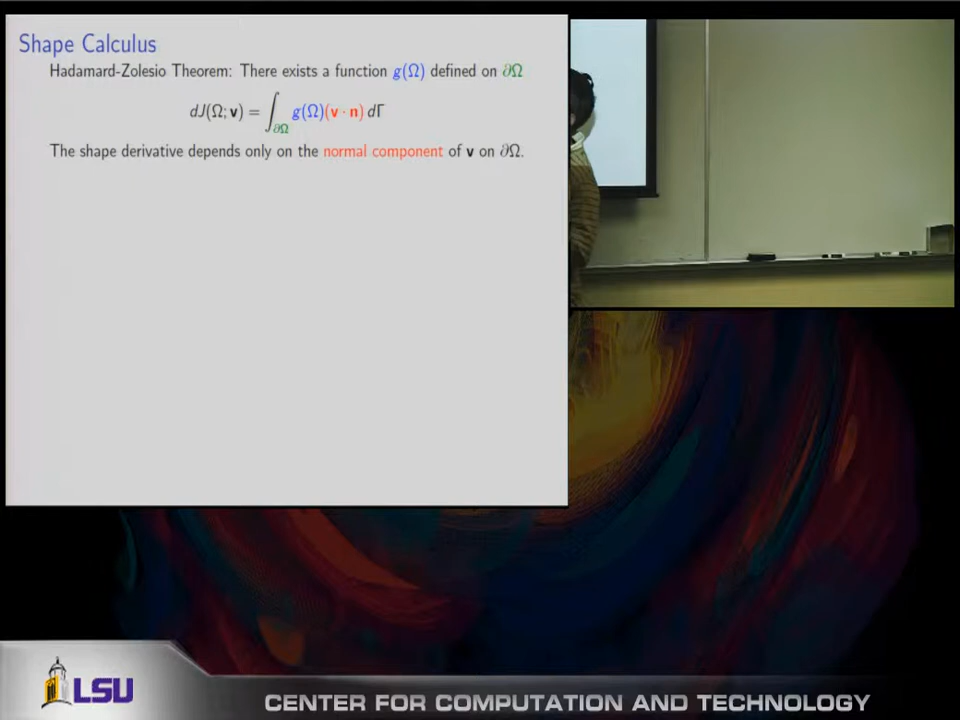 Shape Calculus
Hadamard-Zolesio Theorem: There exists a function g(Ω) defined on ∂Ω
dJ(Ω; v) = ∫_∂Ω g(Ω)(v · n) dΓ
The shape derivative depends only on the normal component of v on ∂Ω.
LSU
CENTER FOR COMPUTATION AND TECHNOLOGY